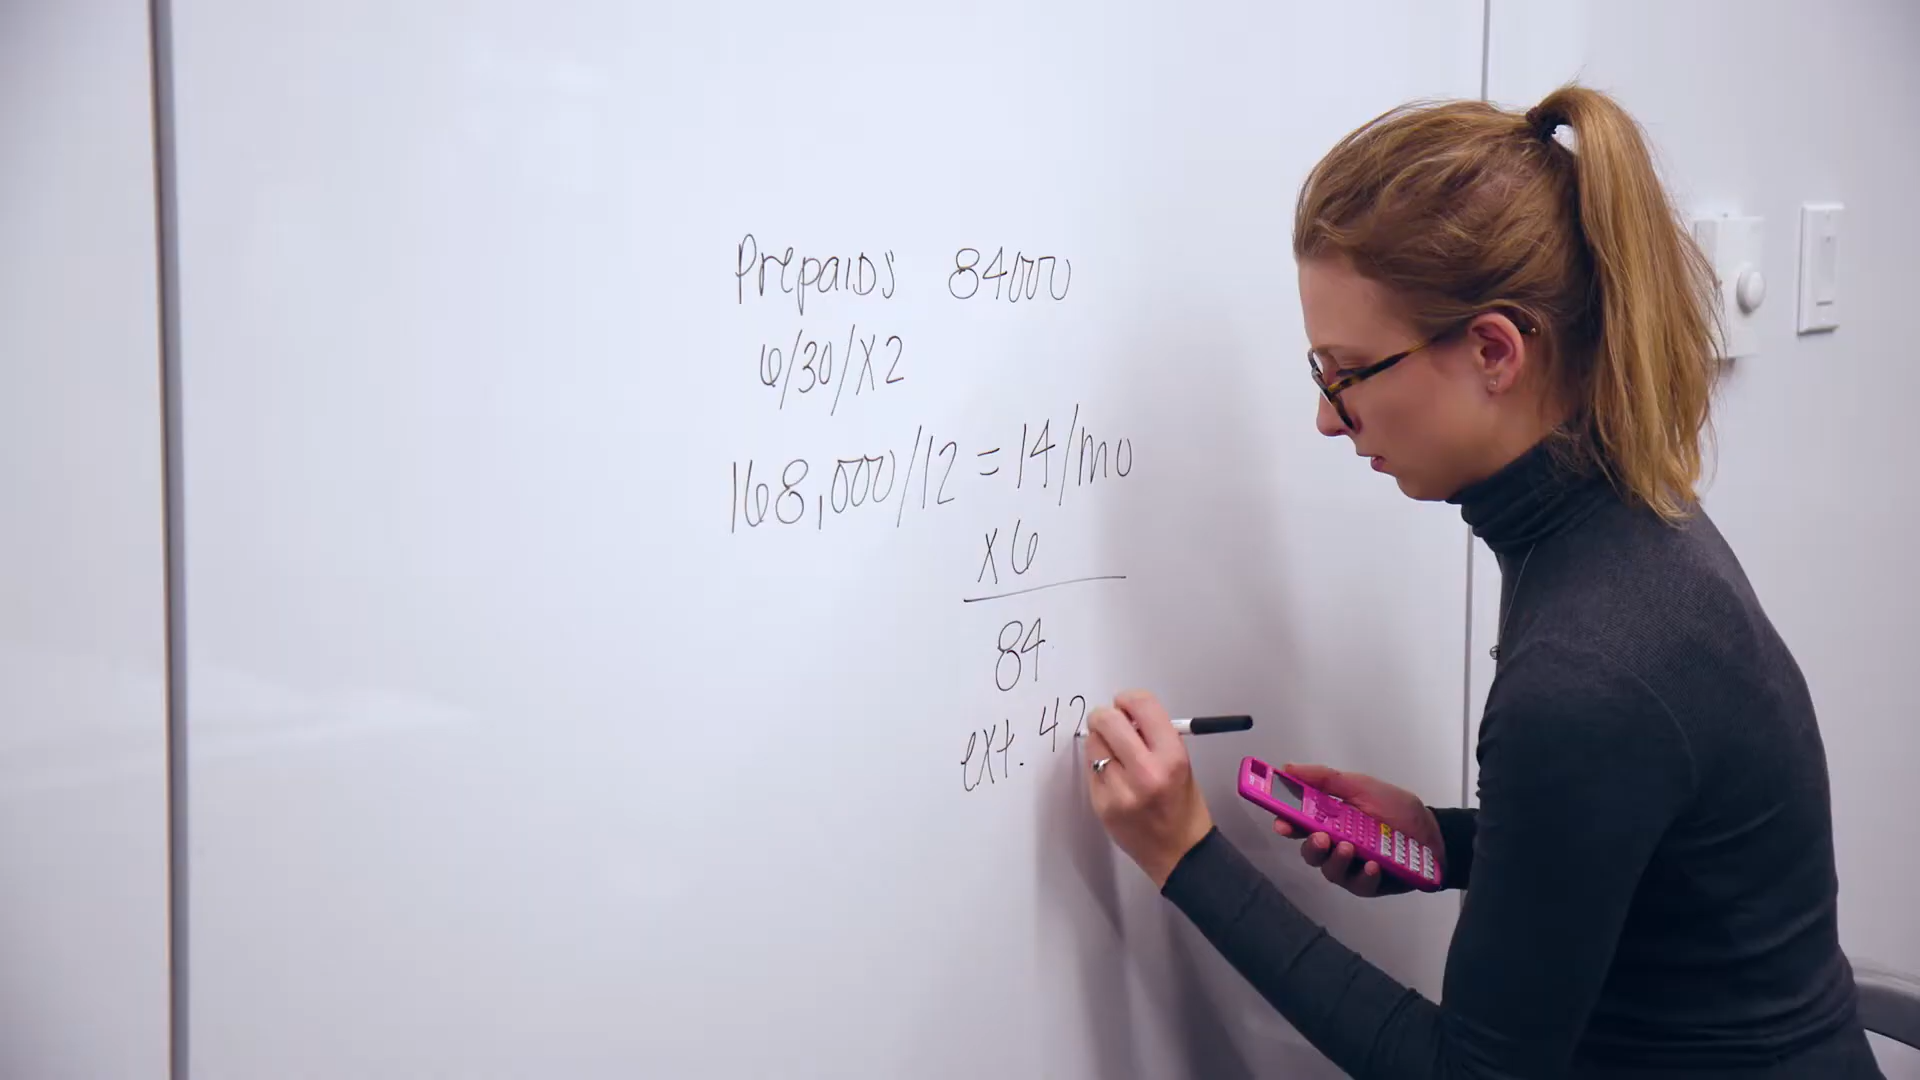 Prepaids 84000
6/30/X2
168,000/12 = 14/mo
x6
84
ext. 42